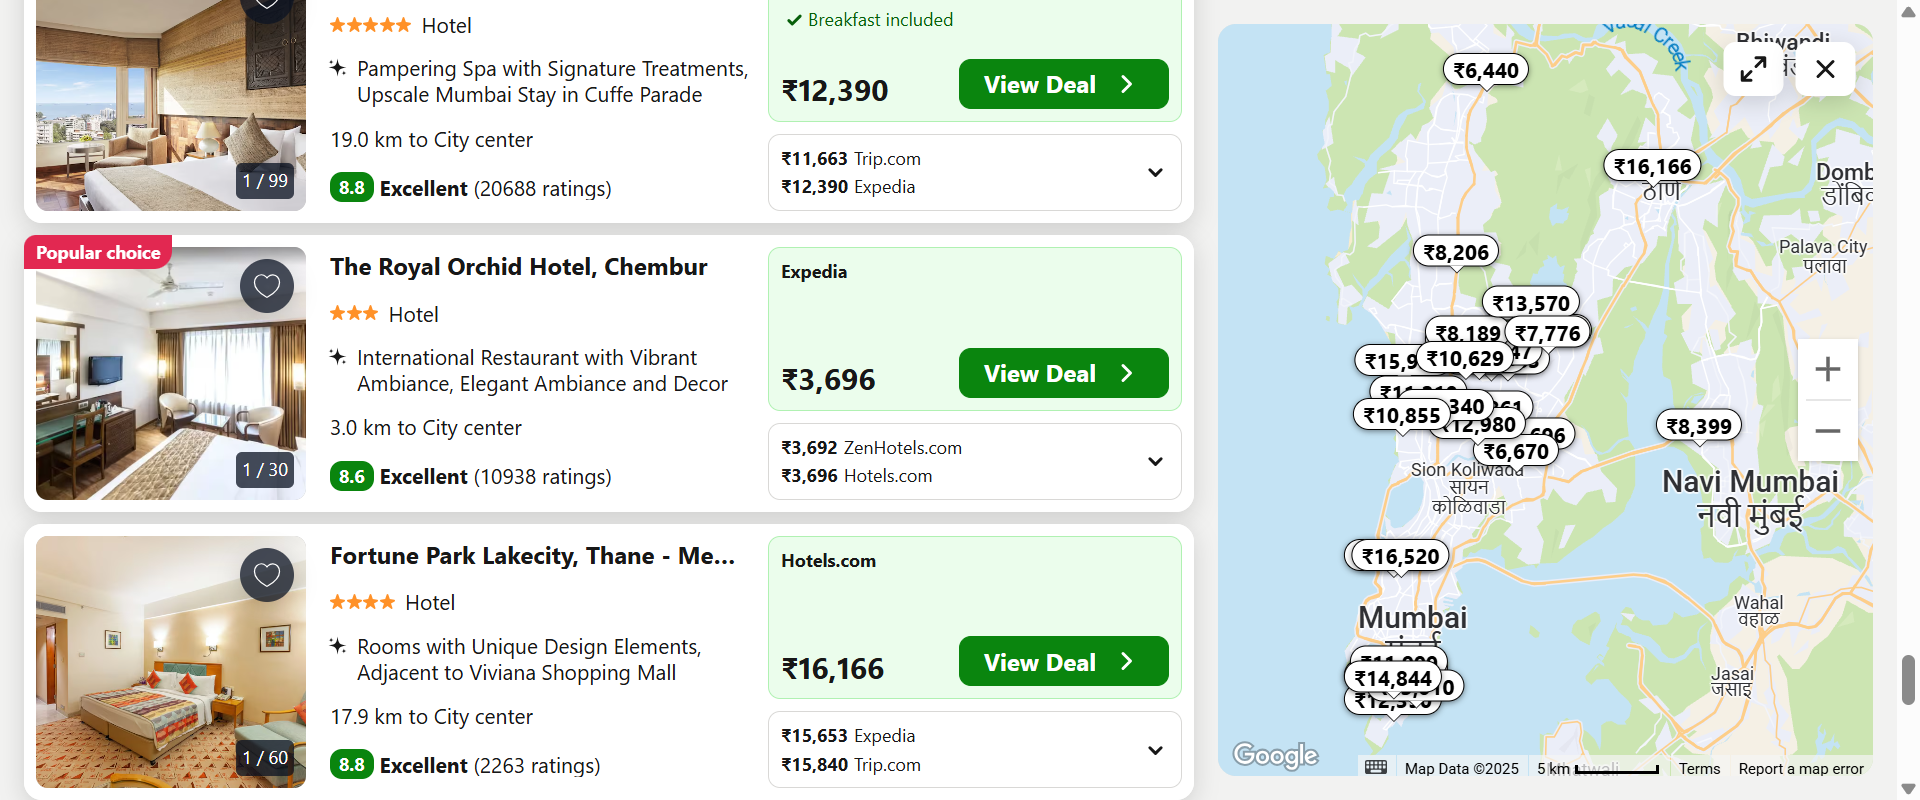 Hotel
Pampering Spa with Signature Treatments,
Upscale Mumbai Stay in Cuffe Parade
19.0 km to City center
8.8 Excellent (20688 ratings)
1 / 99
Breakfast included
₹12,390
View Deal
₹11,663 Trip.com
₹12,390 Expedia
Popular choice
The Royal Orchid Hotel, Chembur
Hotel
International Restaurant with Vibrant
Ambiance, Elegant Ambiance and Decor
3.0 km to City center
8.6 Excellent (10938 ratings)
1 / 30
Expedia
₹3,696
View Deal
₹3,692 ZenHotels.com
₹3,696 Hotels.com
Fortune Park Lakecity, Thane - Me...
Hotel
Rooms with Unique Design Elements,
Adjacent to Viviana Shopping Mall
17.9 km to City center
8.8 Excellent (2263 ratings)
1 / 60
Hotels.com
₹16,166
View Deal
₹15,653 Expedia
₹15,840 Trip.com
Vasai Creek
Bhiwandi
₹6,440
₹16,166
ठाणे
Domb
डोंबि
Palava City
पलावा
₹8,206
₹13,570
₹8,189
₹7,776
₹15,9
₹10,629
₹10,855
340
₹12,980
₹6,670
₹8,399
Sion Koliwada
सायन
कोळिवाडा
Navi Mumbai
नवी मुंबई
₹16,520
Mumbai
Wahal
वहाळ
₹14,844
Jasai
जसाई
Google
Map Data ©2025
5 km
Terms
Report a map error